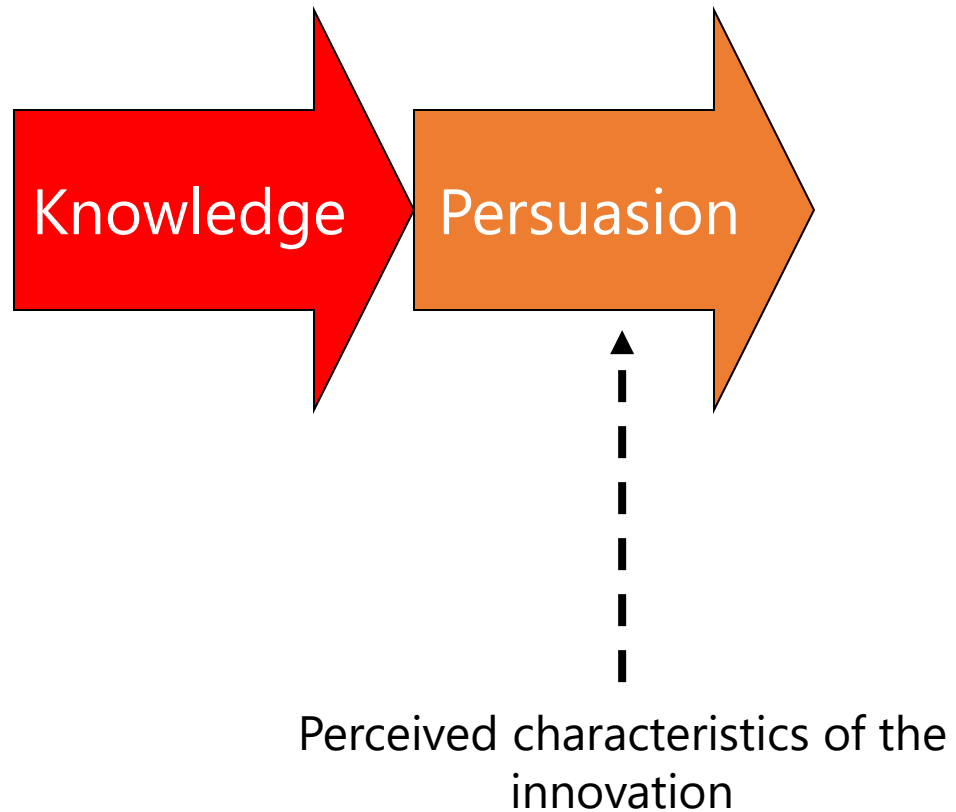 Knowledge
Persuasion
Perceived characteristics of the
innovation